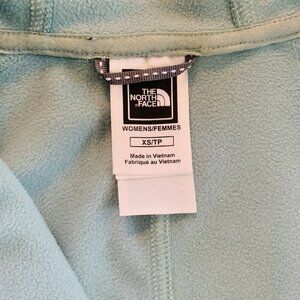 THE
NORTH
FACE
WOMENS/FEMMES
XS/TP
Made in Vietnam
Fabriqué au Vietnam